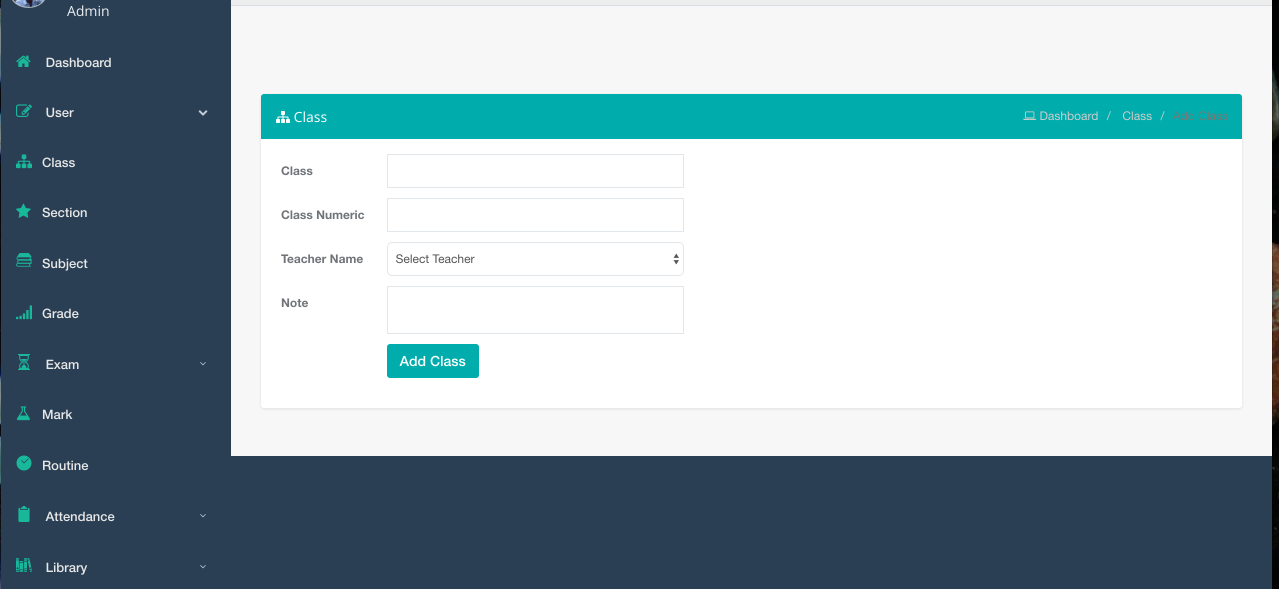 Admin
Dashboard
User
Class
Section
Subject
Grade
Exam
Mark
Routine
Attendance
Library
Class
Dashboard / Class / Add Class
Class
Class Numeric
Teacher Name Select Teacher
Note
Add Class